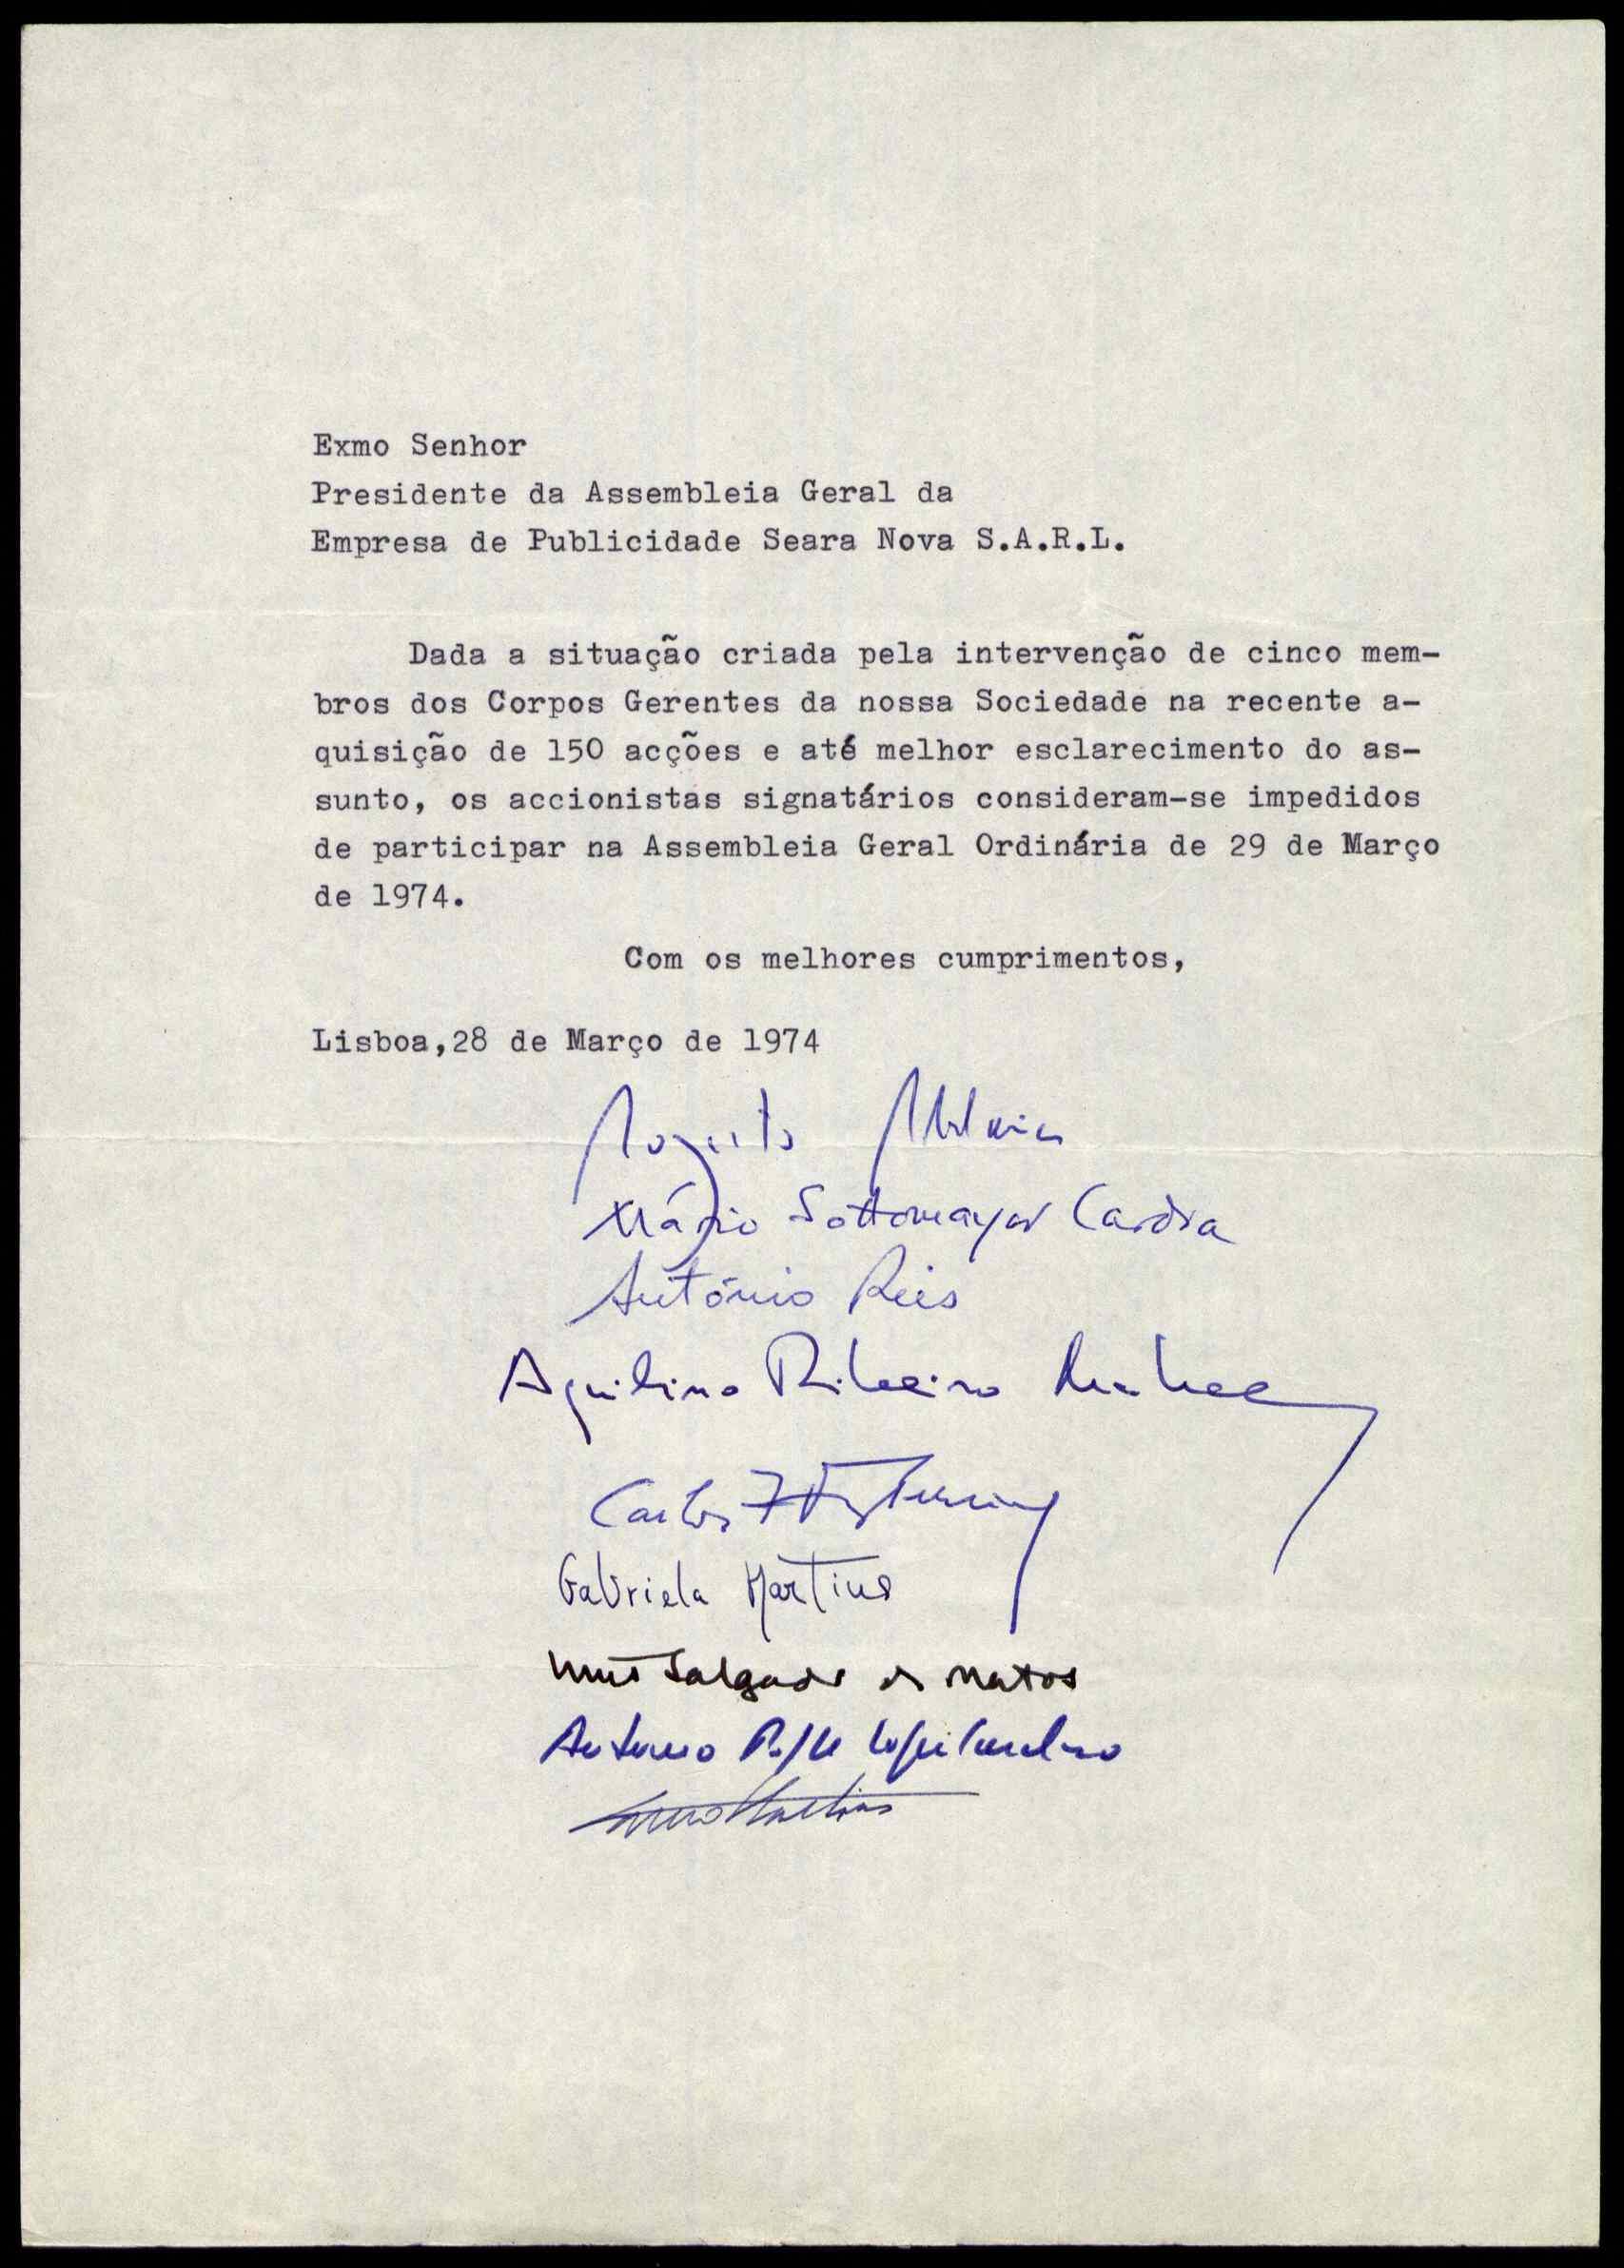 Exmo Senhor
Presidente da Assembleia Geral da
Empresa de Publicidade Seara Nova S.A.R.L.
Dada a situação criada pela intervenção de cinco mem-
bros dos Corpos Gerentes da nossa Sociedade na recente a-
quisição de 150 acções e até melhor esclarecimento do as-
sunto, os accionistas signatários consideram-se impedidos
de participar na Assembleia Geral Ordinária de 29 de Março
de 1974.
Com os melhores cumprimentos,
Lisboa,28 de Março de 1974
Augusto Abelaira
Mário Sottomayor Cardia
António Reis
Aquilino Ribeiro Machado
Carlos
Gabriela Martins
Salgado de Matos
Antonio